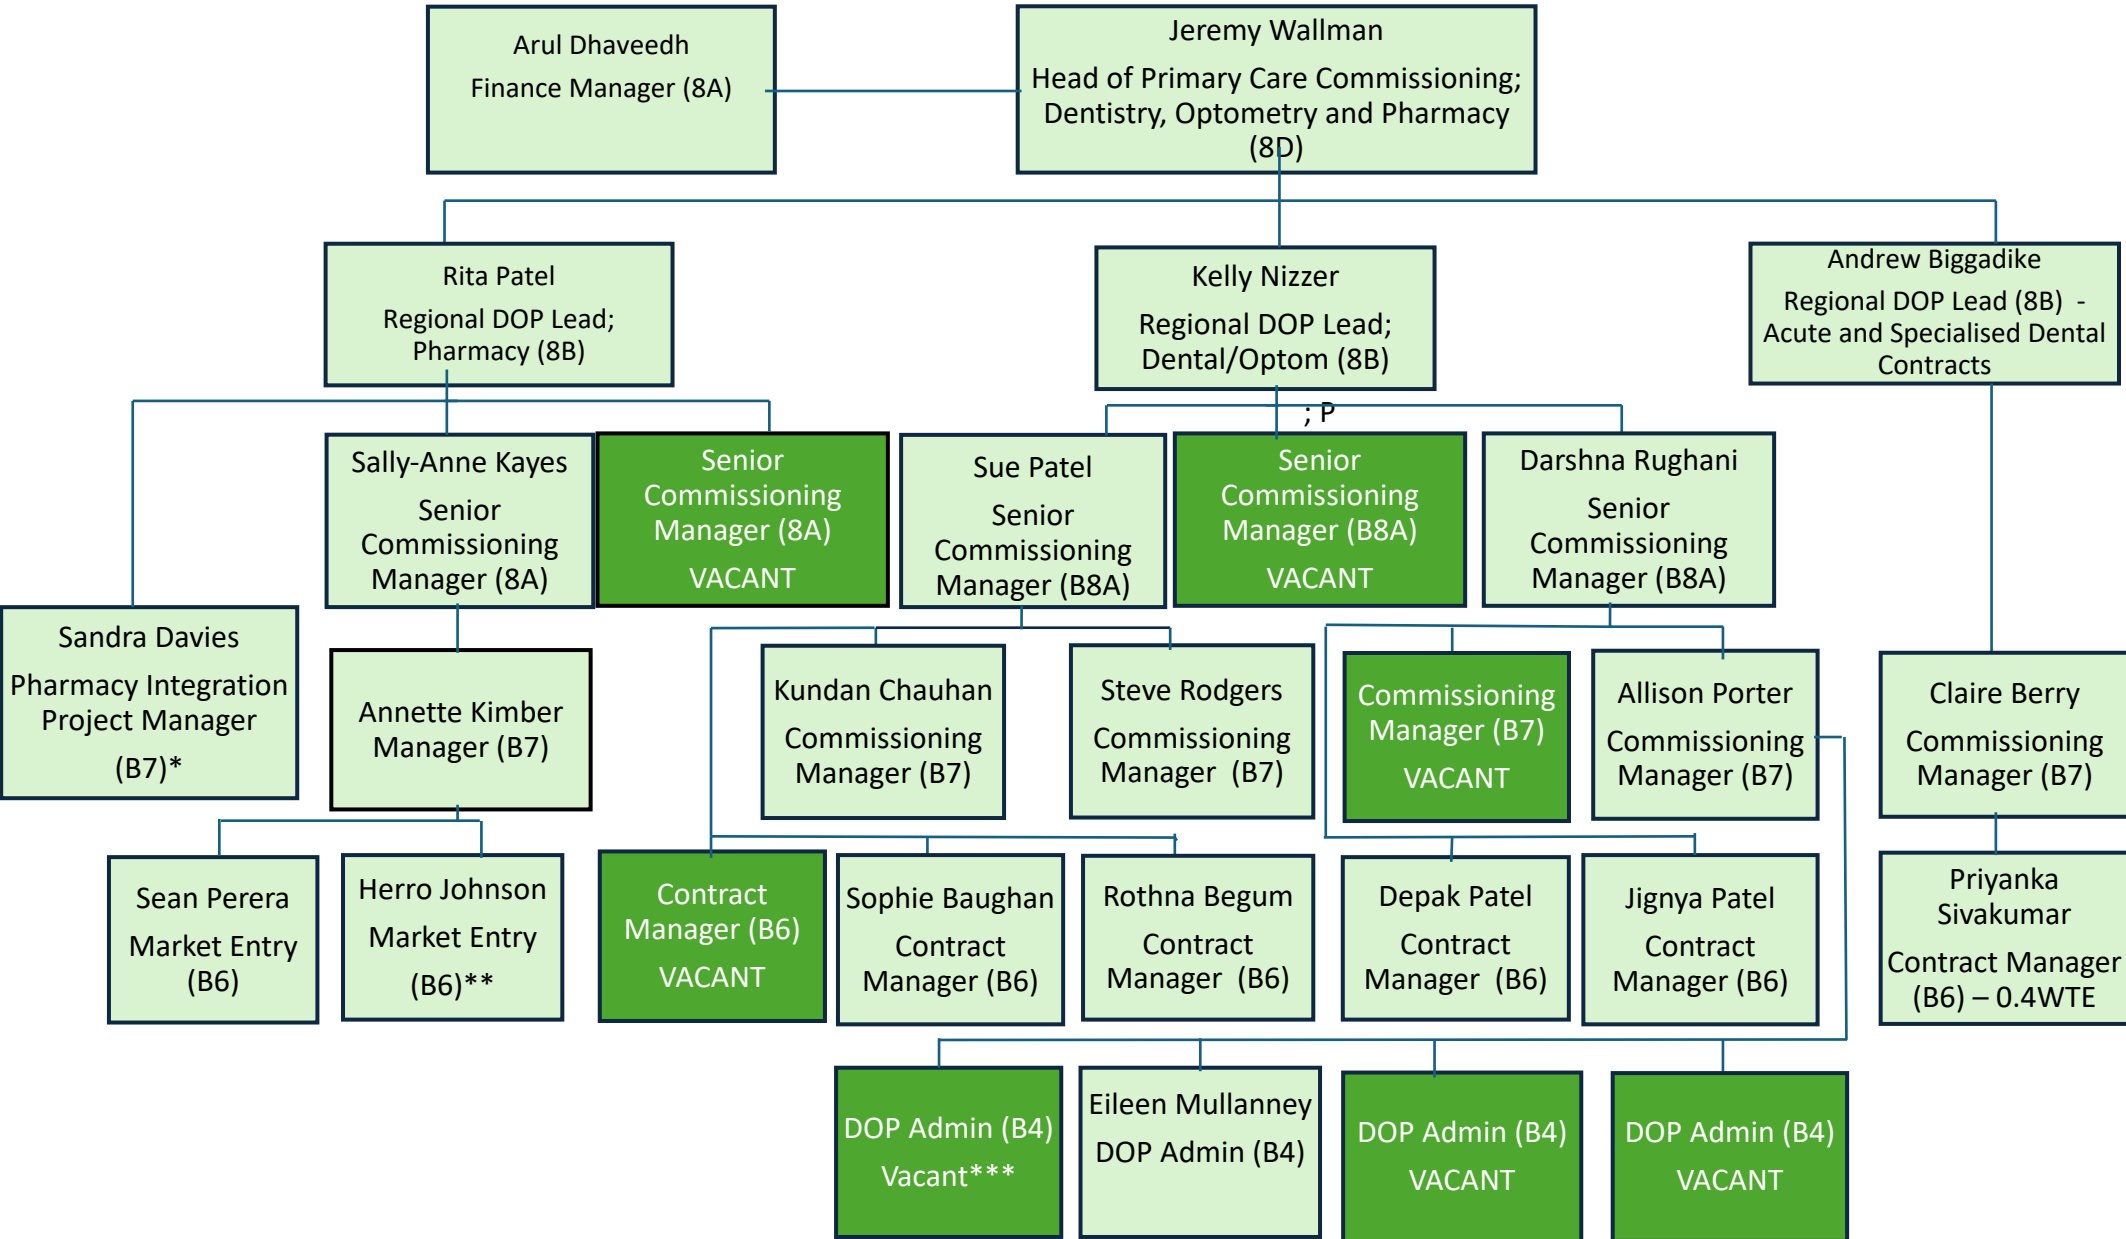 Arul Dhaveedh
Finance Manager (8A)
Jeremy Wallman
Head of Primary Care Commissioning;
Dentistry, Optometry and Pharmacy
(8D)
Rita Patel
Regional DOP Lead;
Pharmacy (8B)
Kelly Nizzer
Regional DOP Lead;
Dental/Optom (8B)
Andrew Biggadike
Regional DOP Lead (8B)  -
Acute and Specialised Dental
Contracts
; P
Sally-Anne Kayes
Senior
Commissioning
Manager (8A)
Senior
Commissioning
Manager (8A)
VACANT
Sue Patel
Senior
Commissioning
Manager (B8A)
Senior
Commissioning
Manager (B8A)
VACANT
Darshna Rughani
Senior
Commissioning
Manager (B8A)
Sandra Davies
Pharmacy Integration
Project Manager
(B7)*
Annette Kimber
Manager (B7)
Kundan Chauhan
Commissioning
Manager (B7)
Steve Rodgers
Commissioning
Manager  (B7)
Commissioning
Manager (B7)
VACANT
Allison Porter
Commissioning
Manager (B7)
Claire Berry
Commissioning
Manager (B7)
Sean Perera
Market Entry
(B6)
Herro Johnson
Market Entry
(B6)**
Contract
Manager (B6)
VACANT
Sophie Baughan
Contract
Manager (B6)
Rothna Begum
Contract
Manager  (B6)
Depak Patel
Contract
Manager  (B6)
Jignya Patel
Contract
Manager (B6)
Priyanka
Sivakumar
Contract Manager
(B6) – 0.4WTE
DOP Admin (B4)
Vacant***
Eileen Mullanney
DOP Admin (B4)
DOP Admin (B4)
VACANT
DOP Admin (B4)
VACANT